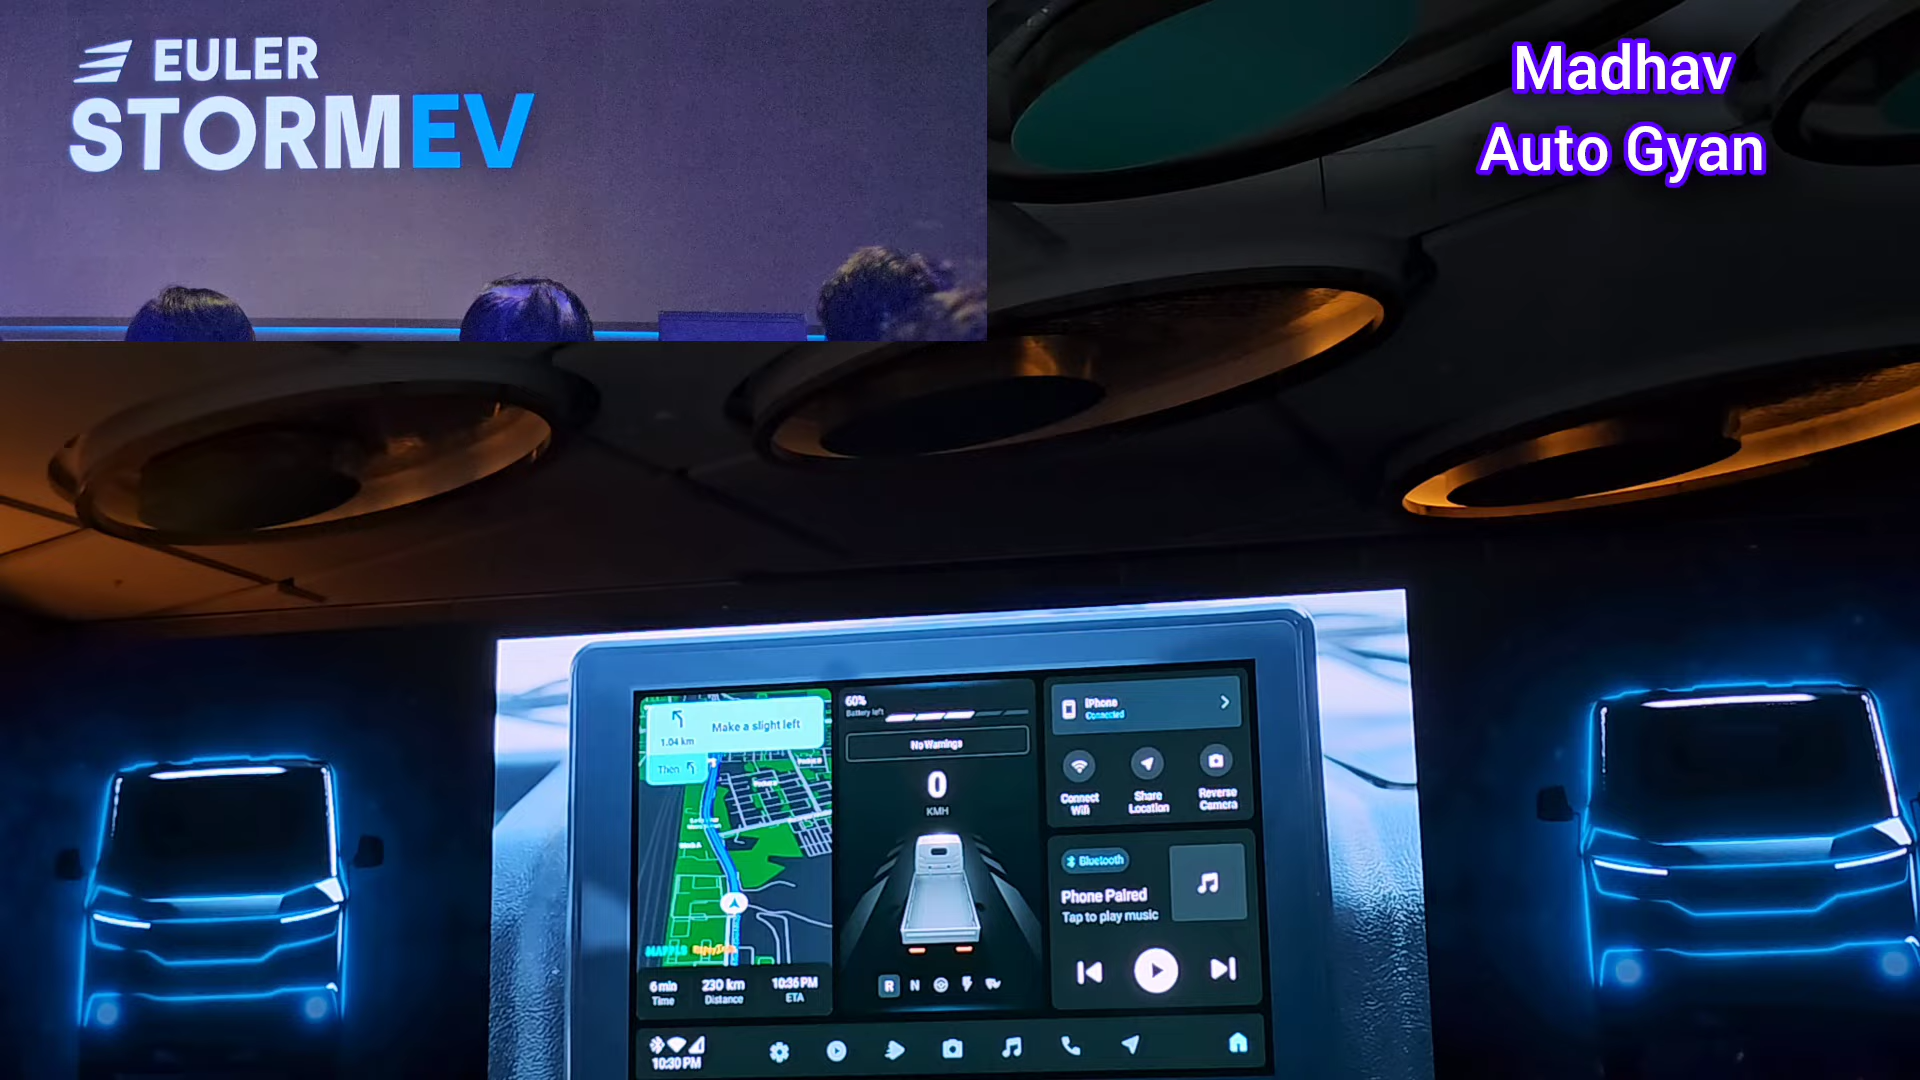 EULER
STORMEV
Madhav
Auto Gyan
Make a slight left
1.04 km
Then
60%
Battery left
No Warnings
0
KMH
iPhone
Connected
Connect
Wifi
Share
Location
Reverse
Camera
Bluetooth
Phone Paired
Tap to play music
R N
6 min
Time
230 km
Distance
10:36 PM
ETA
10:30 PM